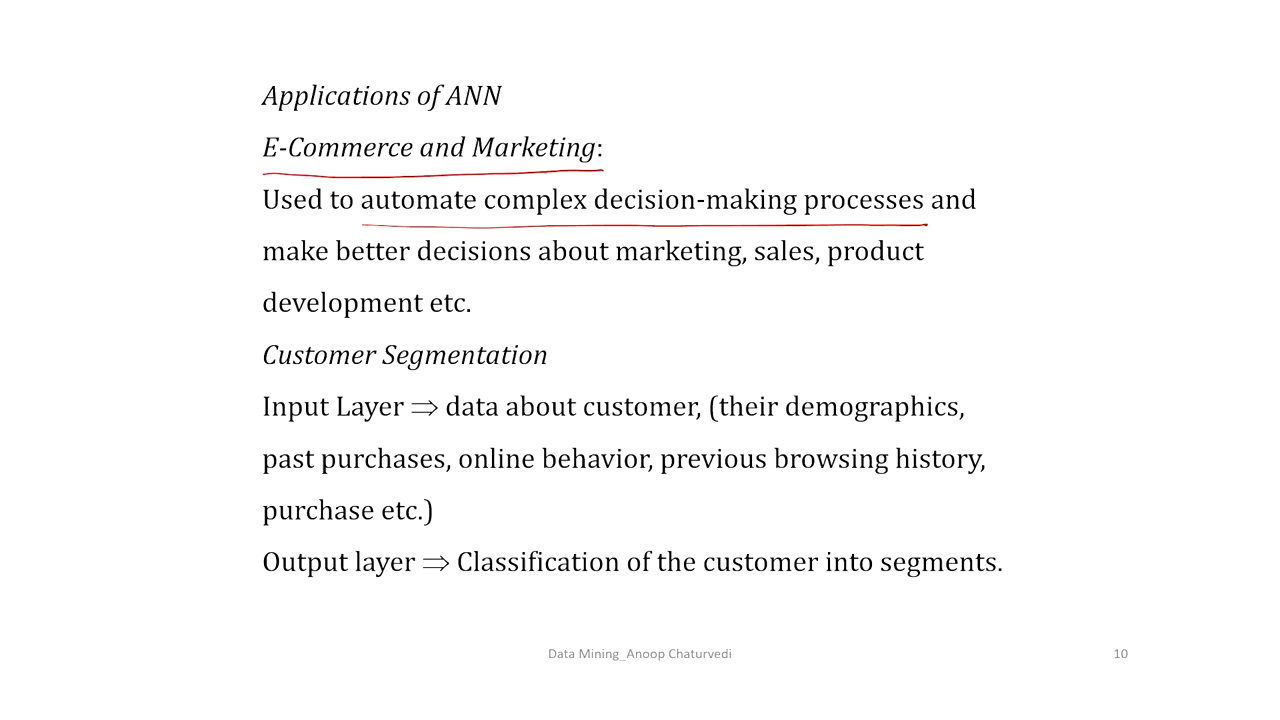 Applications of ANN
E-Commerce and Marketing:
Used to automate complex decision-making processes and
make better decisions about marketing, sales, product
development etc.
Customer Segmentation
Input Layer ⟹ data about customer, (their demographics,
past purchases, online behavior, previous browsing history,
purchase etc.)
Output layer ⟹ Classification of the customer into segments.
Data Mining_Anoop Chaturvedi
10